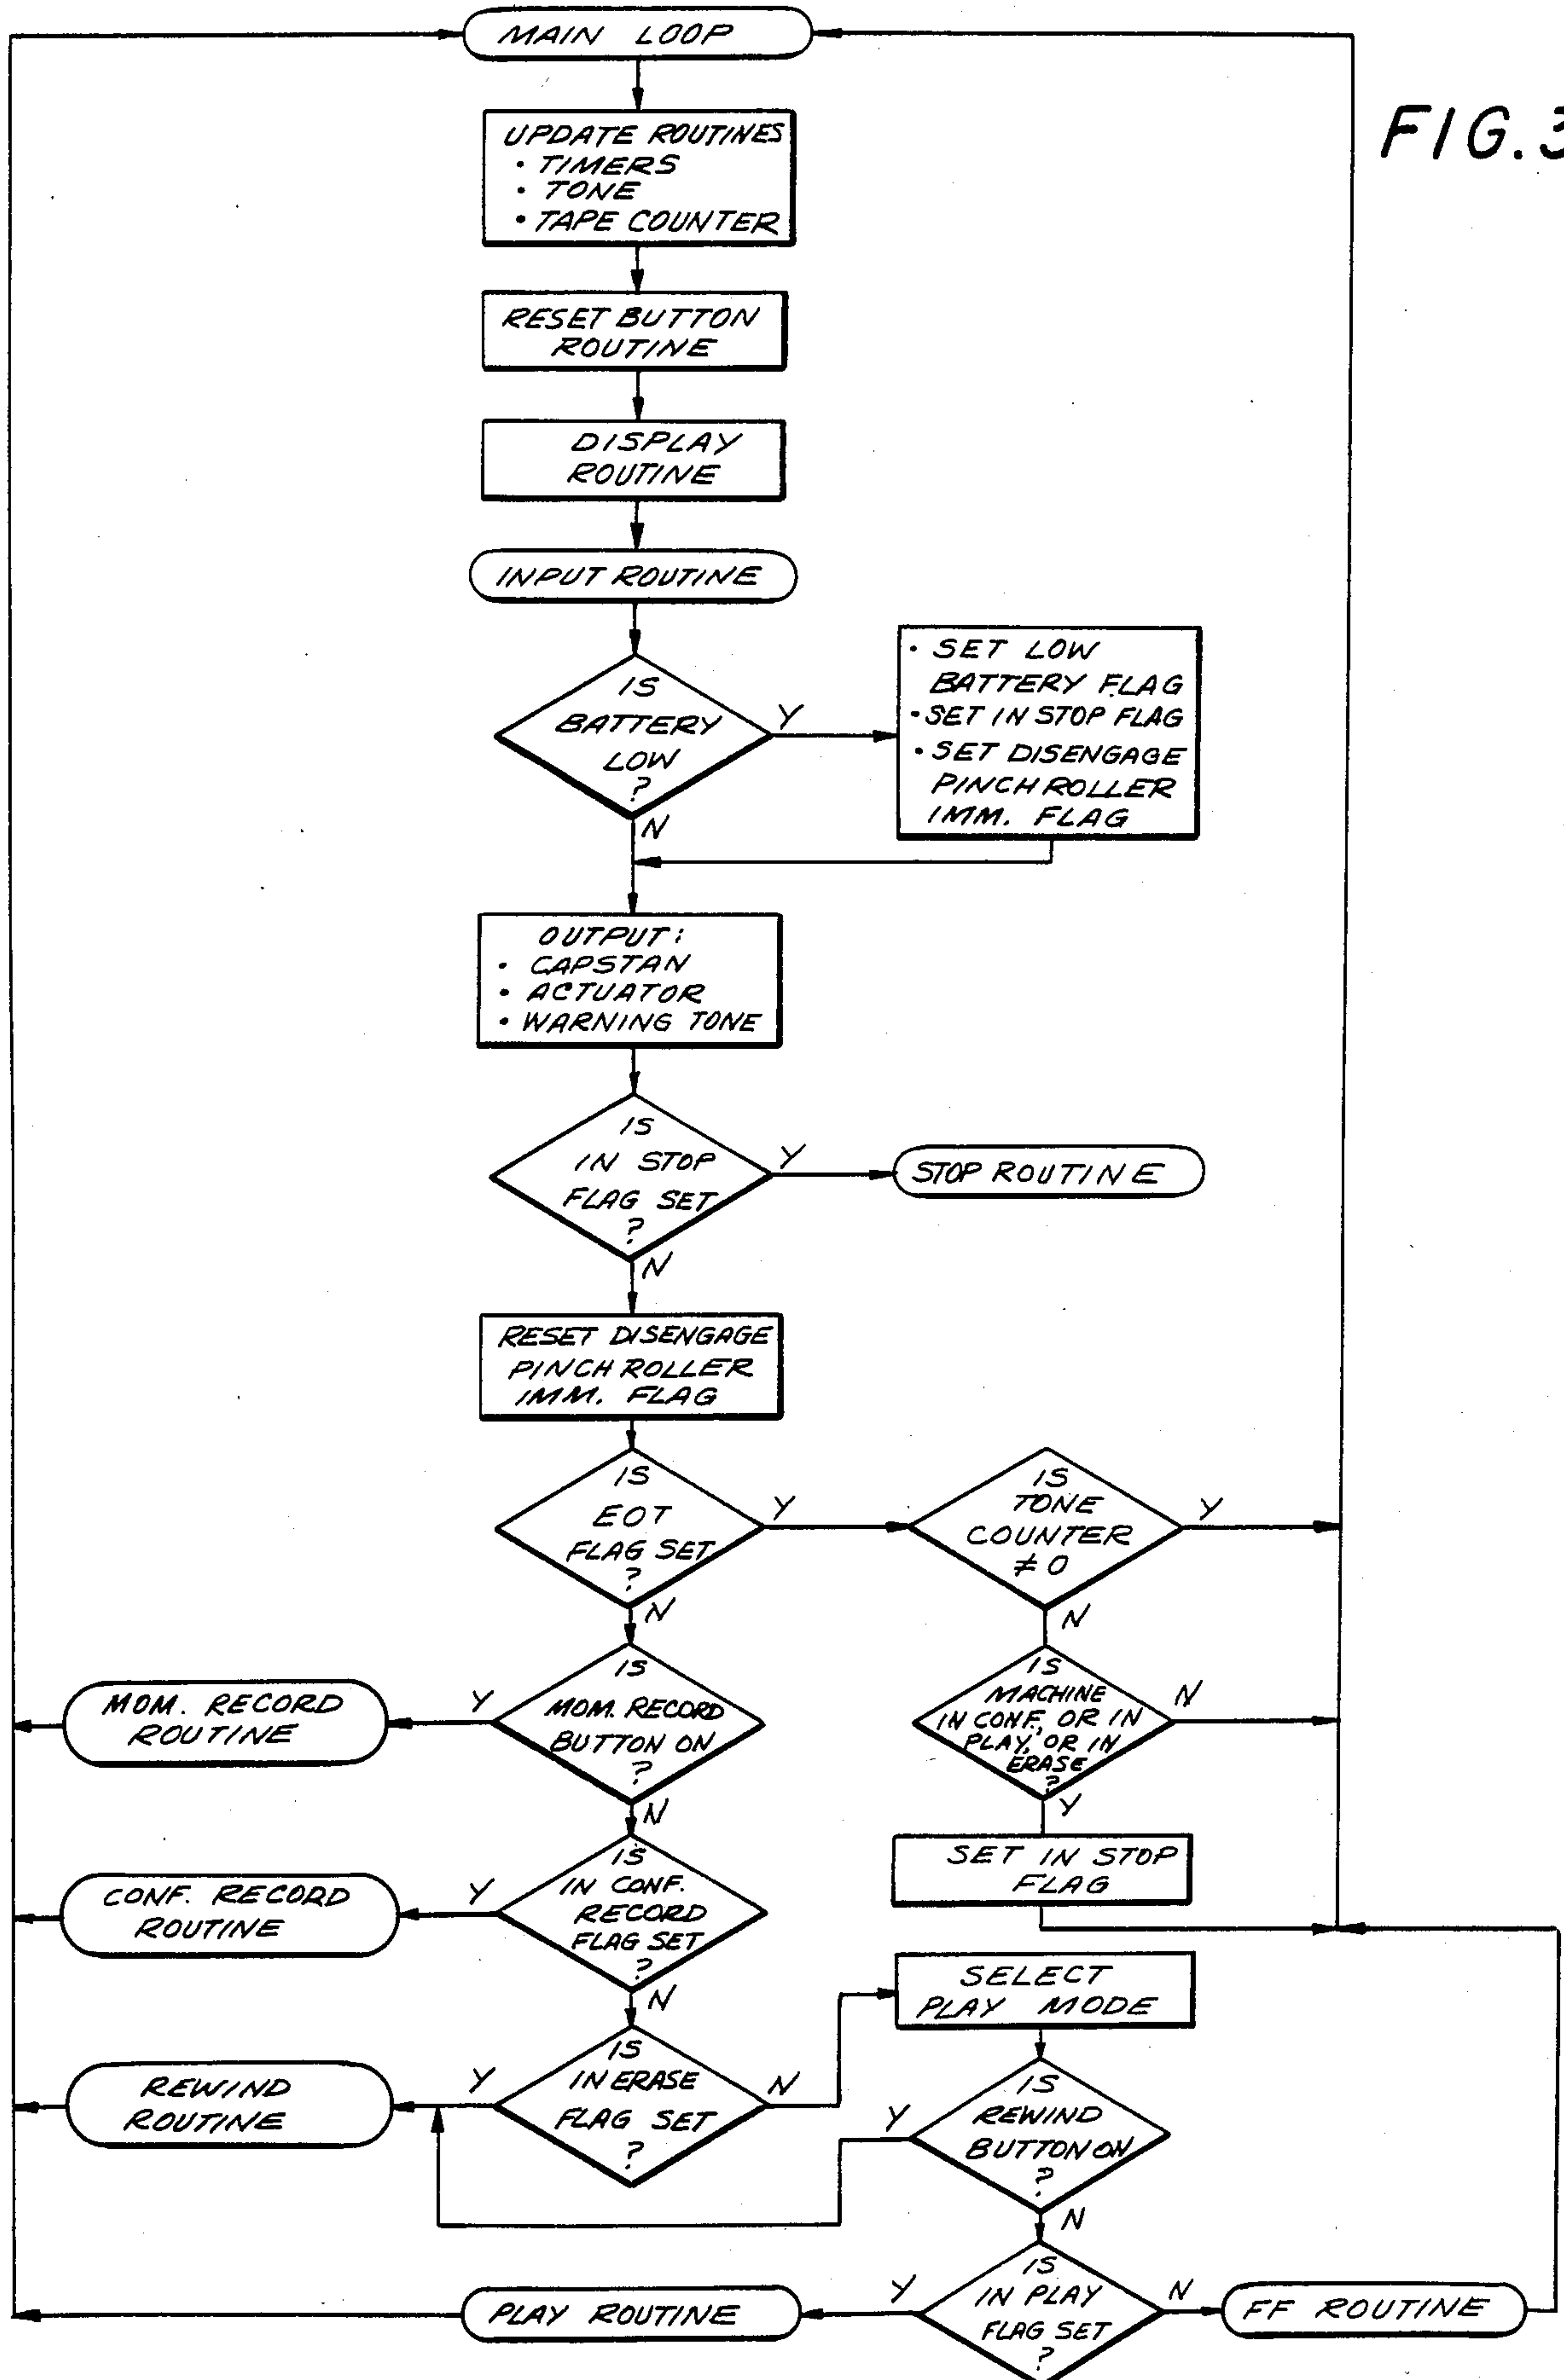 MAIN LOOP
FIG. 3
UPDATE ROUTINES
• TIMERS
• TONE
• TAPE COUNTER
RESET BUTTON
ROUTINE
DISPLAY
ROUTINE
INPUT ROUTINE
IS
BATTERY
LOW
?
Y
N
• SET LOW
BATTERY FLAG
• SET IN STOP FLAG
• SET DISENGAGE
PINCH ROLLER
IMM. FLAG
OUTPUT:
• CAPSTAN
• ACTUATOR
• WARNING TONE
IS
IN STOP
FLAG SET
?
Y
N
STOP ROUTINE
RESET DISENGAGE
PINCH ROLLER
IMM. FLAG
IS
EOT
FLAG SET
?
Y
N
IS
TONE
COUNTER
≠ 0
Y
N
IS
MOM. RECORD
BUTTON ON
?
Y
N
MOM. RECORD
ROUTINE
IS
MACHINE
IN CONF., OR IN
PLAY, OR IN
ERASE
?
N
Y
SET IN STOP
FLAG
IS
IN CONF.
RECORD
FLAG SET
?
Y
N
CONF. RECORD
ROUTINE
SELECT
PLAY MODE
IS
IN ERASE
FLAG SET
?
Y
N
REWIND
ROUTINE
IS
REWIND
BUTTON ON
?
Y
N
IS
IN PLAY
FLAG SET
?
Y
N
PLAY ROUTINE
FF ROUTINE